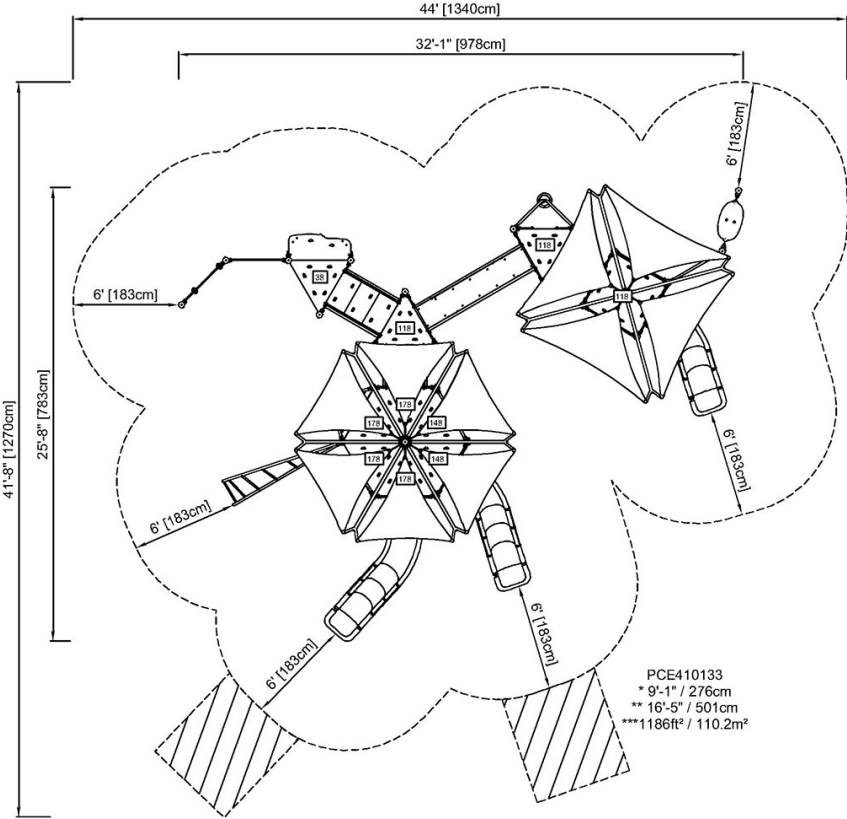 44' [1340cm]
32'-1" [978cm]
6' [183cm]
118
38
118
6' [183cm]
118
118
25'-8" [783cm]
41'-8" [1270cm]
178
178
148
178
148
178
6' [183cm]
6' [183cm]
6' [183cm]
6' [183cm]
PCE410133
* 9'-1" / 276cm
** 16'-5" / 501cm
***1186ft² / 110.2m²